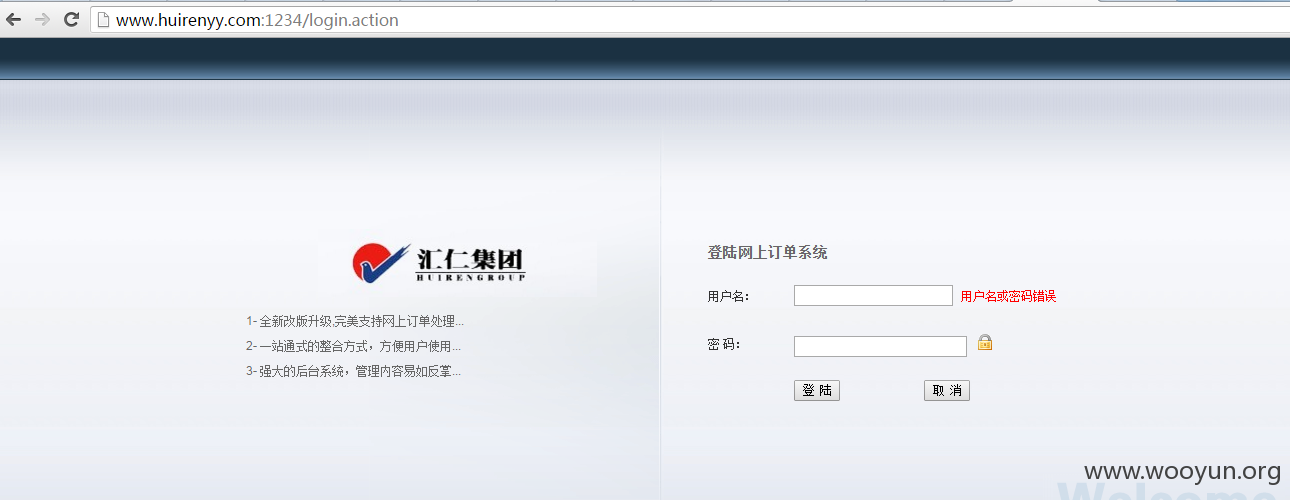 www.huirenyy.com:1234/login.action
汇仁集团
HUIRENGROUP
1- 全新改版升级,完美支持网上订单处理...
2- 一站通式的整合方式，方便用户使用...
3- 强大的后台系统，管理内容易如反掌...
登陆网上订单系统
用户名： 用户名或密码错误
密 码：
登 陆 取 消
www.wooyun.org
Welcome